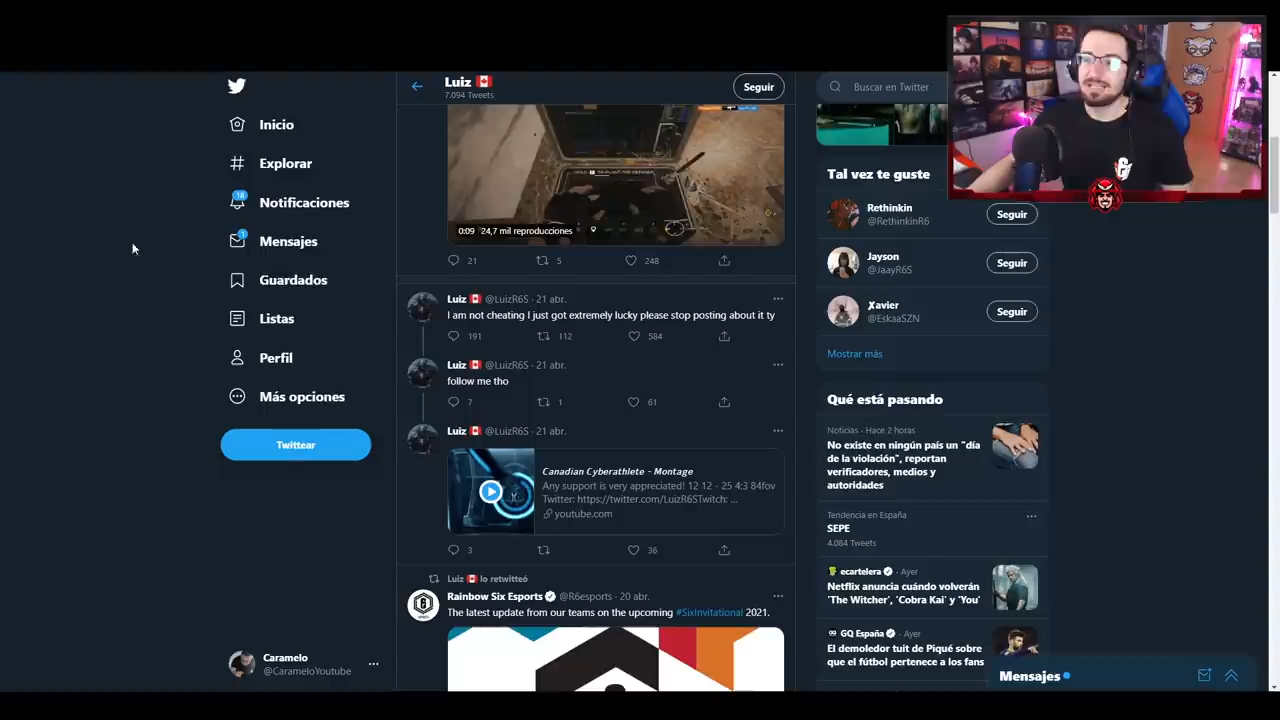 Inicio
Explorar
18
Notificaciones
1
Mensajes
Guardados
Listas
Perfil
Más opciones
Twittear
Caramelo
@CarameloYoutube
Luiz
7.094 Tweets
Seguir
0:09 24,7 mil reproducciones
21 5 248
Luiz @LuizR6S · 21 abr.
I am not cheating I just got extremely lucky please stop posting about it ty
191 112 584
Luiz @LuizR6S · 21 abr.
follow me tho
7 1 61
Luiz @LuizR6S · 21 abr.
Canadian Cyberathlete - Montage
Any support is very appreciated! 12 12 - 25 4:3 84fov
Twitter: https://twitter.com/LuizR6STwitch: ...
youtube.com
3 36
Luiz lo retwitteó
Rainbow Six Esports @R6esports · 20 abr.
The latest update from our teams on the upcoming #SixInvitational 2021.
Buscar en Twitter
Tal vez te guste
Rethinkin
@RethinkinR6
Seguir
Jayson
@JaayR6S
Seguir
Xavier
@EskaaSZN
Seguir
Mostrar más
Qué está pasando
Noticias · Hace 2 horas
No existe en ningún país un "día
de la violación", reportan
verificadores, medios y
autoridades
Tendencia en España
SEPE
4.084 Tweets
ecartelera · Ayer
Netflix anuncia cuándo volverán
'The Witcher', 'Cobra Kai' y 'You'
GQ España · Ayer
El demoledor tuit de Piqué sobre
que el fútbol pertenece a los fans
Mensajes